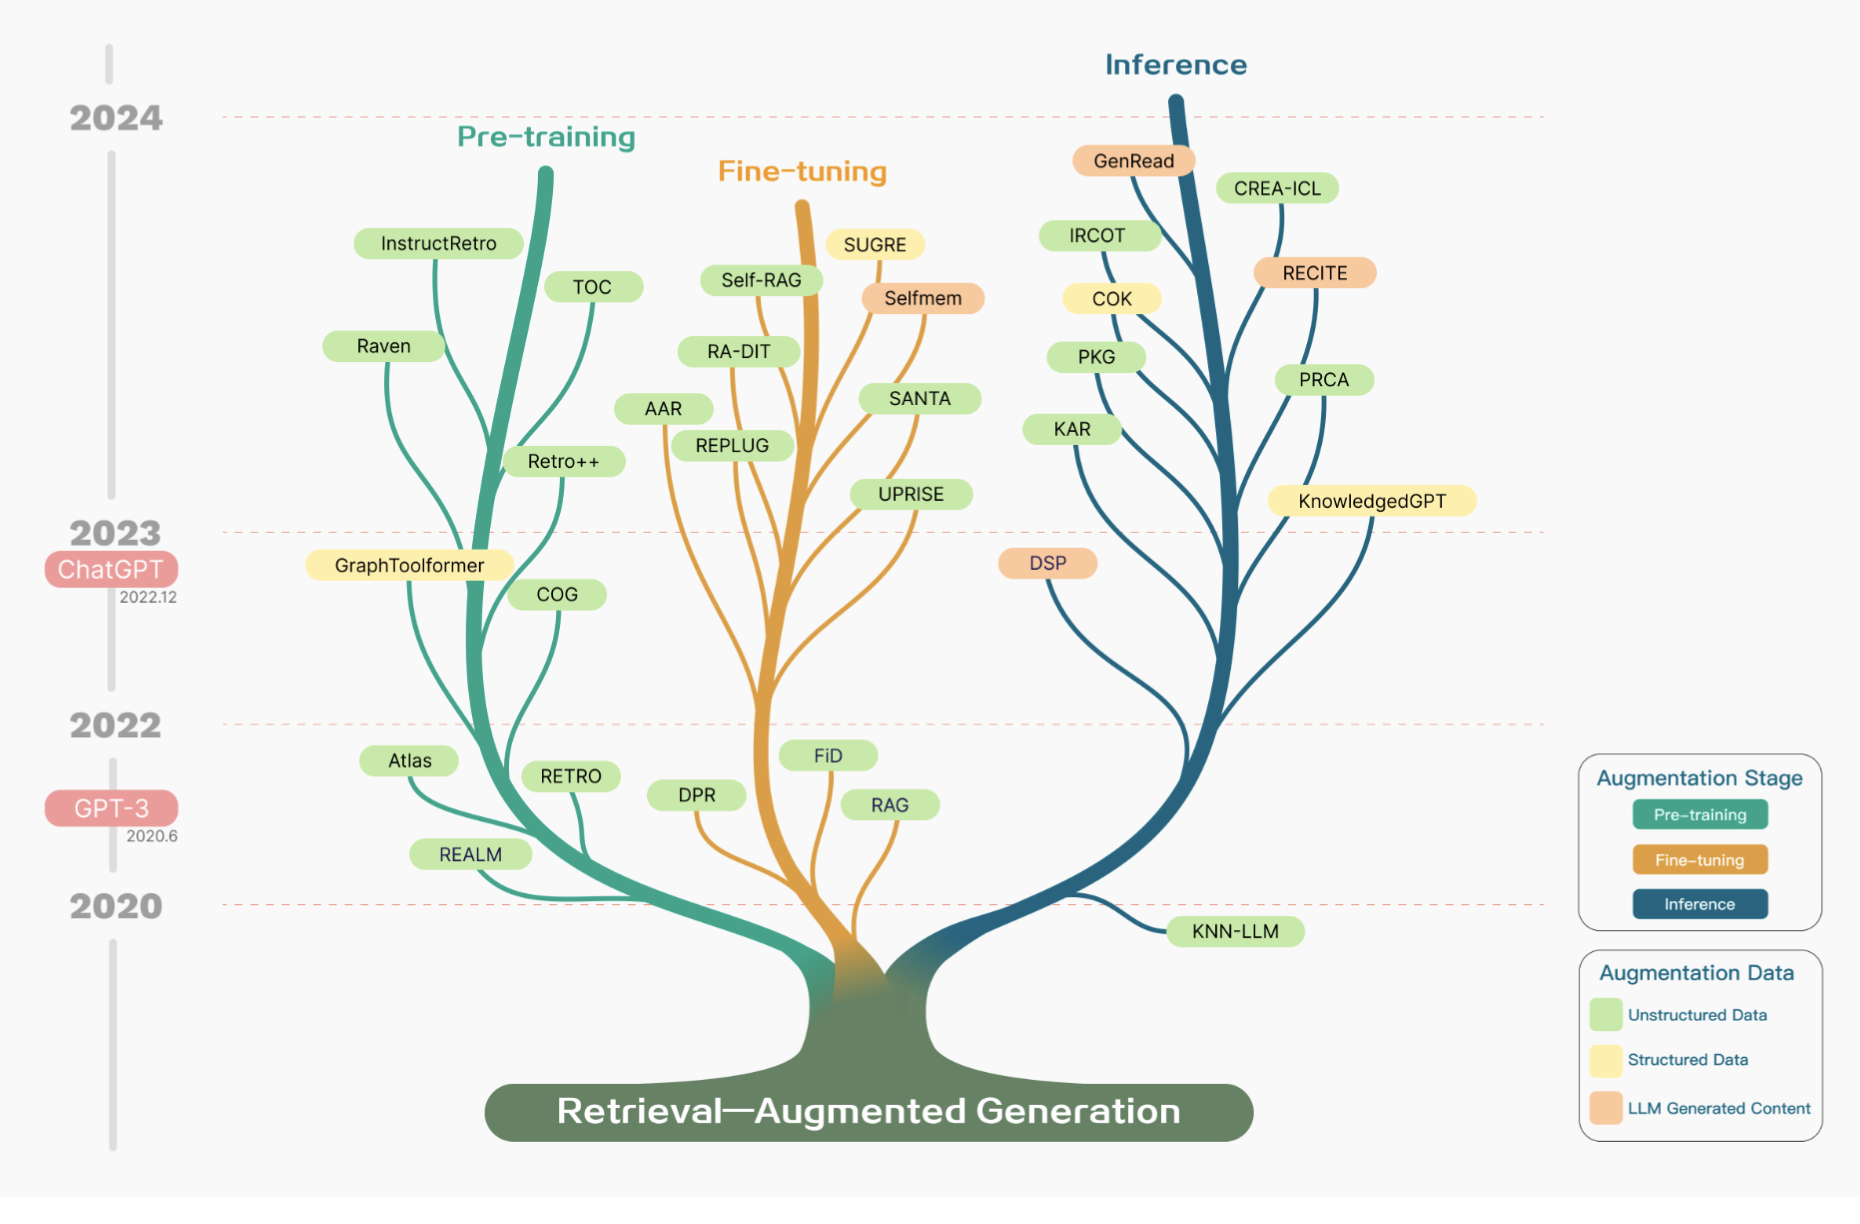 Inference
2024
Pre-training
GenRead
Fine-tuning
CREA-ICL
IRCOT
InstructRetro
SUGRE
RECITE
Self-RAG
TOC
Selfmem
COK
Raven
RA-DIT
PKG
PRCA
SANTA
AAR
KAR
REPLUG
Retro++
UPRISE
KnowledgedGPT
2023
ChatGPT
2022.12
GraphToolformer
DSP
COG
2022
FiD
Atlas
RETRO
DPR
RAG
GPT-3
2020.6
REALM
2020
KNN-LLM
Retrieval—Augmented Generation
Augmentation Stage
Pre-training
Fine-tuning
Inference
Augmentation Data
Unstructured Data
Structured Data
LLM Generated Content